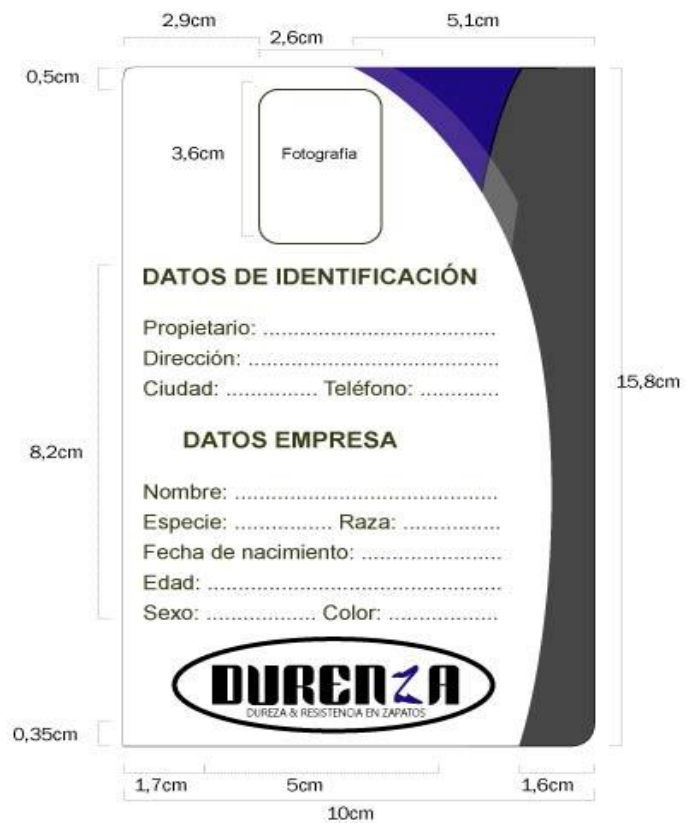 2,9cm 5,1cm
2,6cm
0,5cm
3,6cm
Fotografia
DATOS DE IDENTIFICACIÓN
Propietario: ..........................................
Dirección: .............................................
Ciudad: ................ Teléfono: ..............
15,8cm
DATOS EMPRESA
8,2cm
Nombre: ...............................................
Especie: ................. Raza: .................
Fecha de nacimiento: .........................
Edad: .....................................................
Sexo: ................... Color: ...................
DURENZA
DUREZA & RESISTENCIA EN ZAPATOS
0,35cm
1,7cm 5cm 1,6cm
10cm